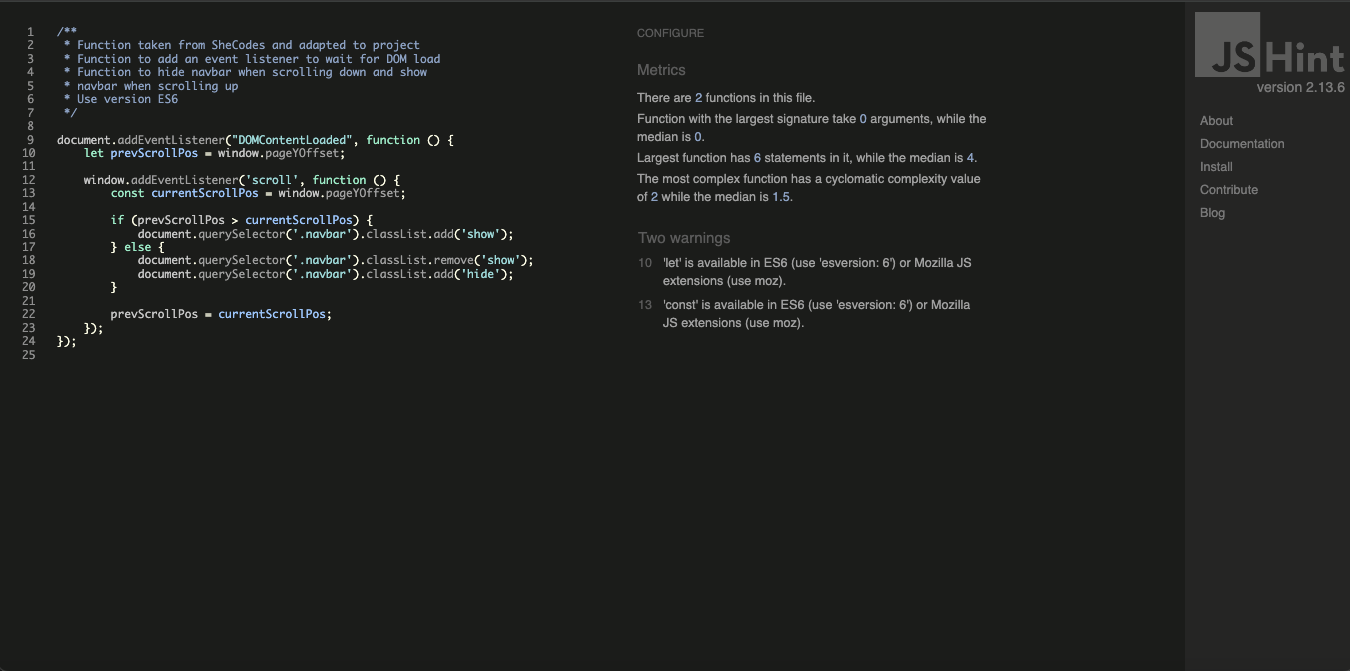 1 /**
2 * Function taken from SheCodes and adapted to project
3 * Function to add an event listener to wait for DOM load
4 * Function to hide navbar when scrolling down and show
5 * navbar when scrolling up
6 * Use version ES6
7 */
8
9 document.addEventListener("DOMContentLoaded", function () {
10 let prevScrollPos = window.pageYOffset;
11
12 window.addEventListener('scroll', function () {
13 const currentScrollPos = window.pageYOffset;
14
15 if (prevScrollPos > currentScrollPos) {
16 document.querySelector('.navbar').classList.add('show');
17 } else {
18 document.querySelector('.navbar').classList.remove('show');
19 document.querySelector('.navbar').classList.add('hide');
20 }
21
22 prevScrollPos = currentScrollPos;
23 });
24 });
25
CONFIGURE
Metrics
There are 2 functions in this file.
Function with the largest signature take 0 arguments, while the
median is 0.
Largest function has 6 statements in it, while the median is 4.
The most complex function has a cyclomatic complexity value
of 2 while the median is 1.5.
Two warnings
10 'let' is available in ES6 (use 'esversion: 6') or Mozilla JS
extensions (use moz).
13 'const' is available in ES6 (use 'esversion: 6') or Mozilla
JS extensions (use moz).
JSHint
version 2.13.6
About
Documentation
Install
Contribute
Blog